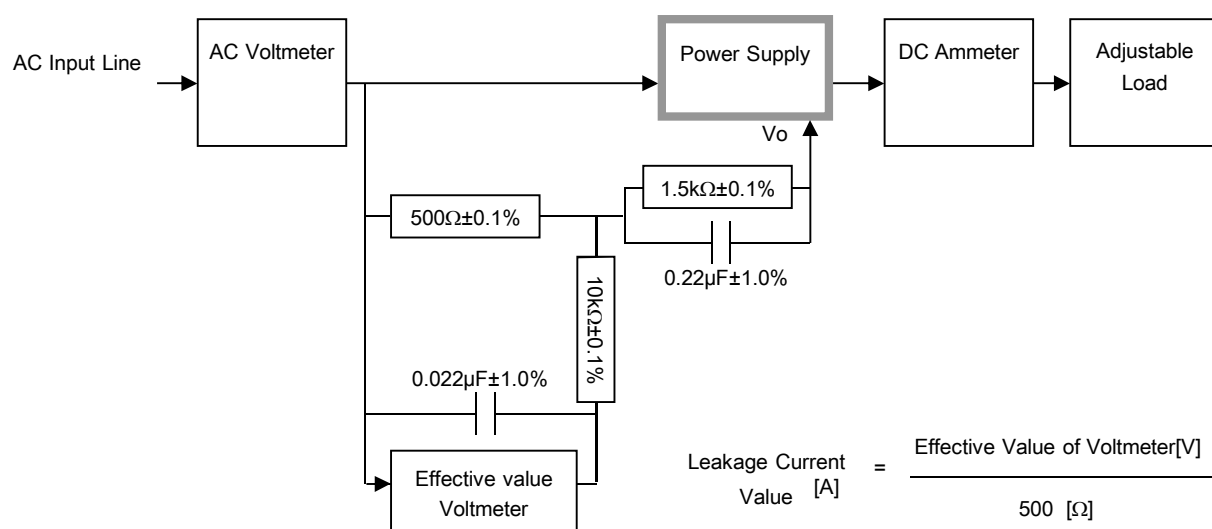 AC Input Line
AC Voltmeter
Power Supply
DC Ammeter
Adjustable
Load
Vo
500Ω±0.1%
1.5kΩ±0.1%
0.22µF±1.0%
10kΩ±0.1%
0.022µF±1.0%
Effective value
Voltmeter
Leakage Current
Value [A]
=
Effective Value of Voltmeter[V]
500 [Ω]